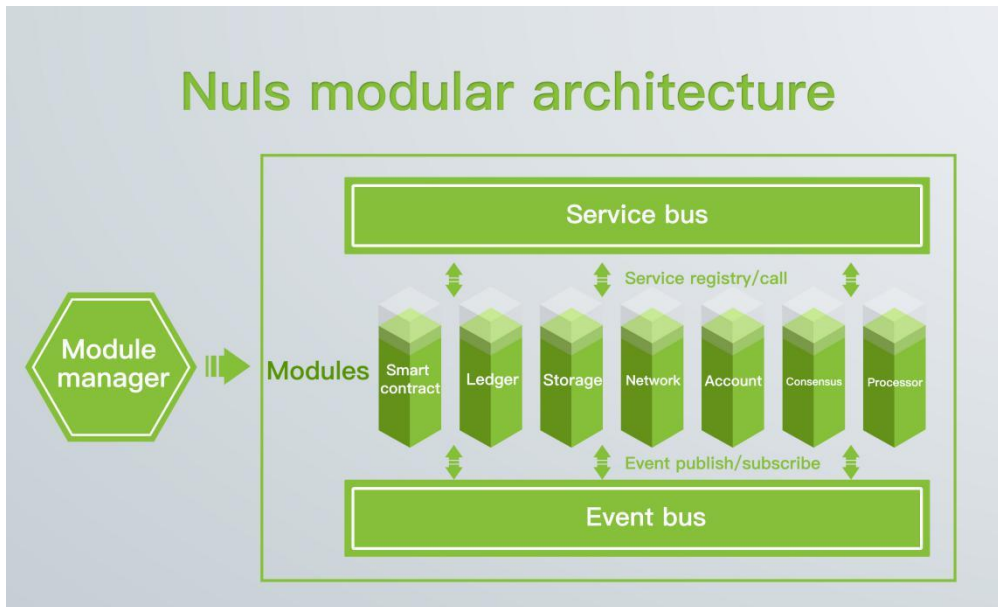 Nuls modular architecture
Service bus
Service registry/call
Module
manager
Modules
Smart
contract
Ledger
Storage
Network
Account
Consensus
Processor
Event publish/subscribe
Event bus